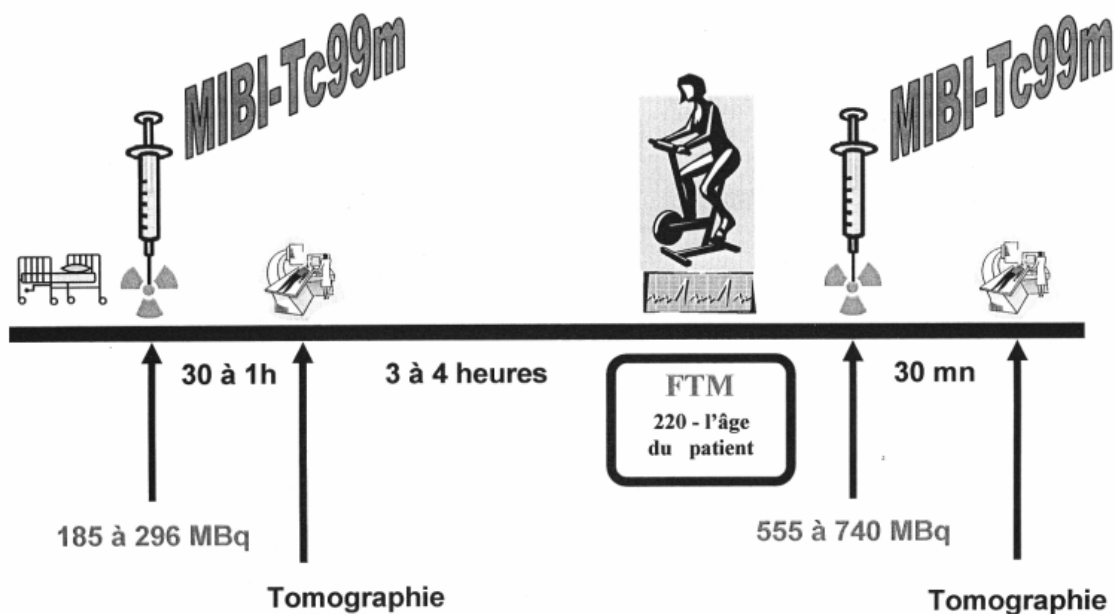 MIBI-Tc99m
MIBI-Tc99m
30 à 1h
3 à 4 heures
FTM
220 - l'âge
du patient
30 mn
185 à 296 MBq
555 à 740 MBq
Tomographie
Tomographie